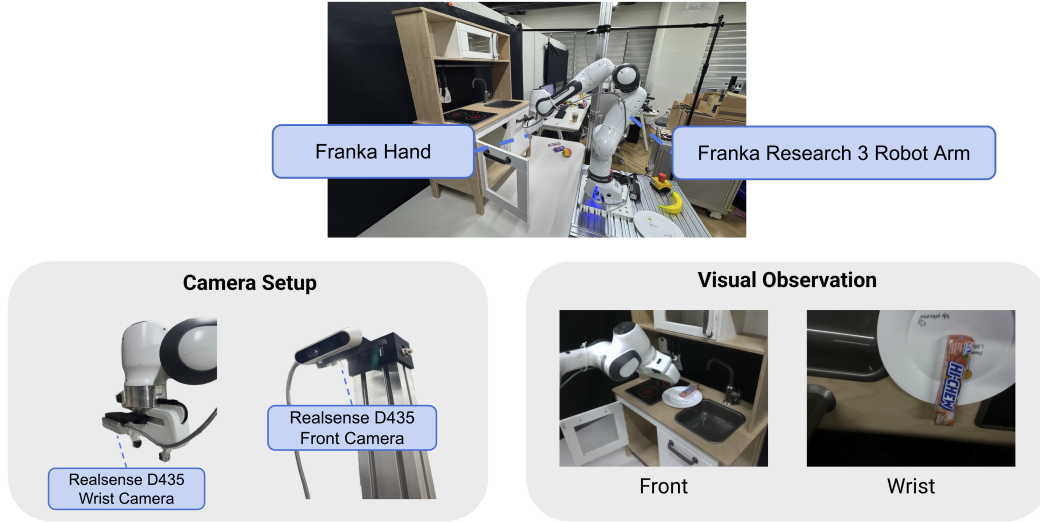 Franka Hand
Franka Research 3 Robot Arm
Camera Setup
Realsense D435
Wrist Camera
Realsense D435
Front Camera
Visual Observation
HI-CHEW
Front
Wrist